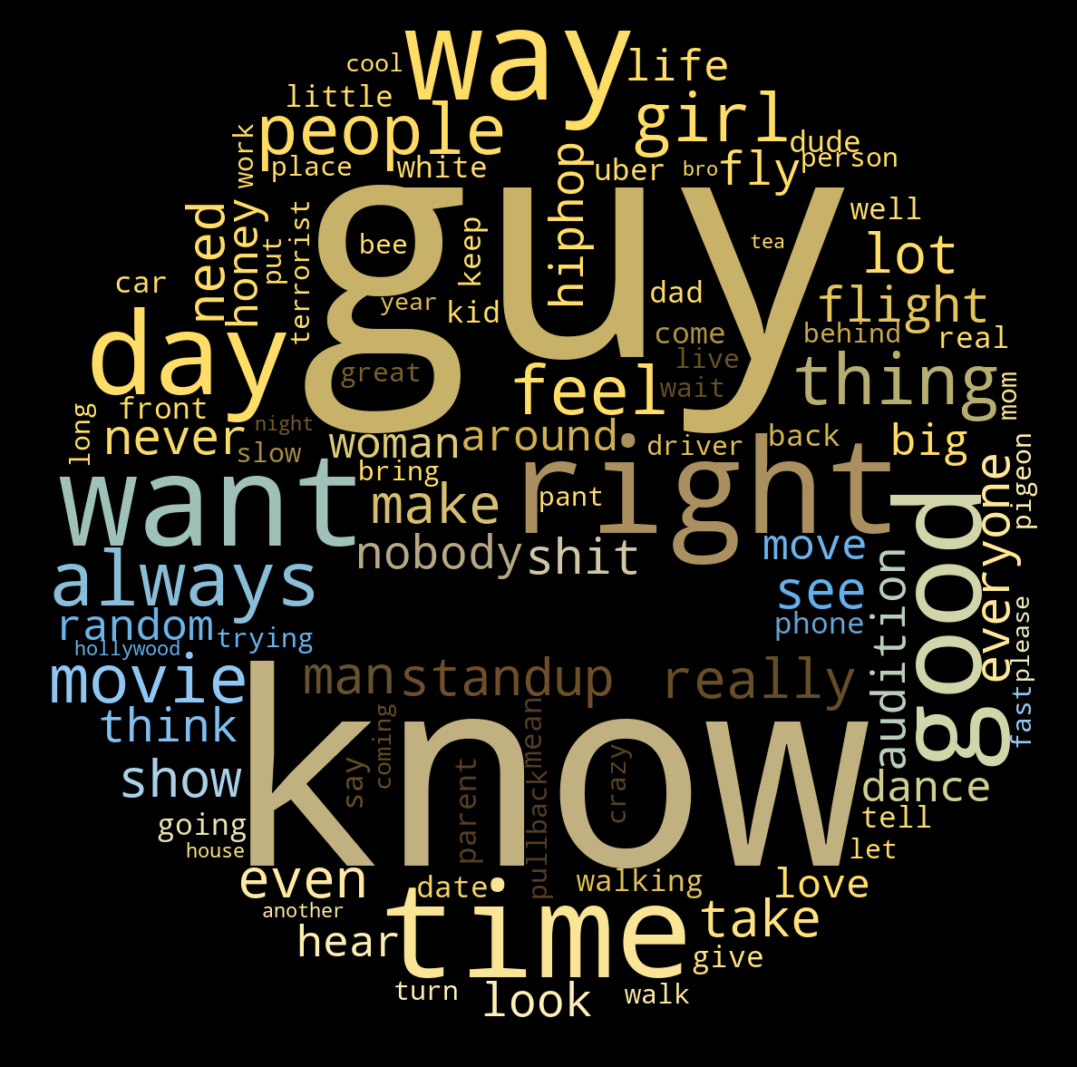 way
cool
life
little
girl
people
dude
work
person
place
white
hiphop
uber
bro
fly
guy
need
honey
put
terrorist
bee
keep
well
tea
lot
car
year
kid
dad
flight
day
come
behind
real
great
feel
live
wait
thing
mom
long
front
night
never
slow
woman
around
driver
back
big
want
bring
make
pant
right
everyone
pigeon
good
nobody
shit
move
always
audition
see
random
trying
phone
please
hollywood
movie
man
standup
really
fast
think
know
coming
mean
say
parent
pullback
crazy
show
dance
going
tell
house
let
even
date
time
walking
love
another
hear
take
give
turn
look
walk